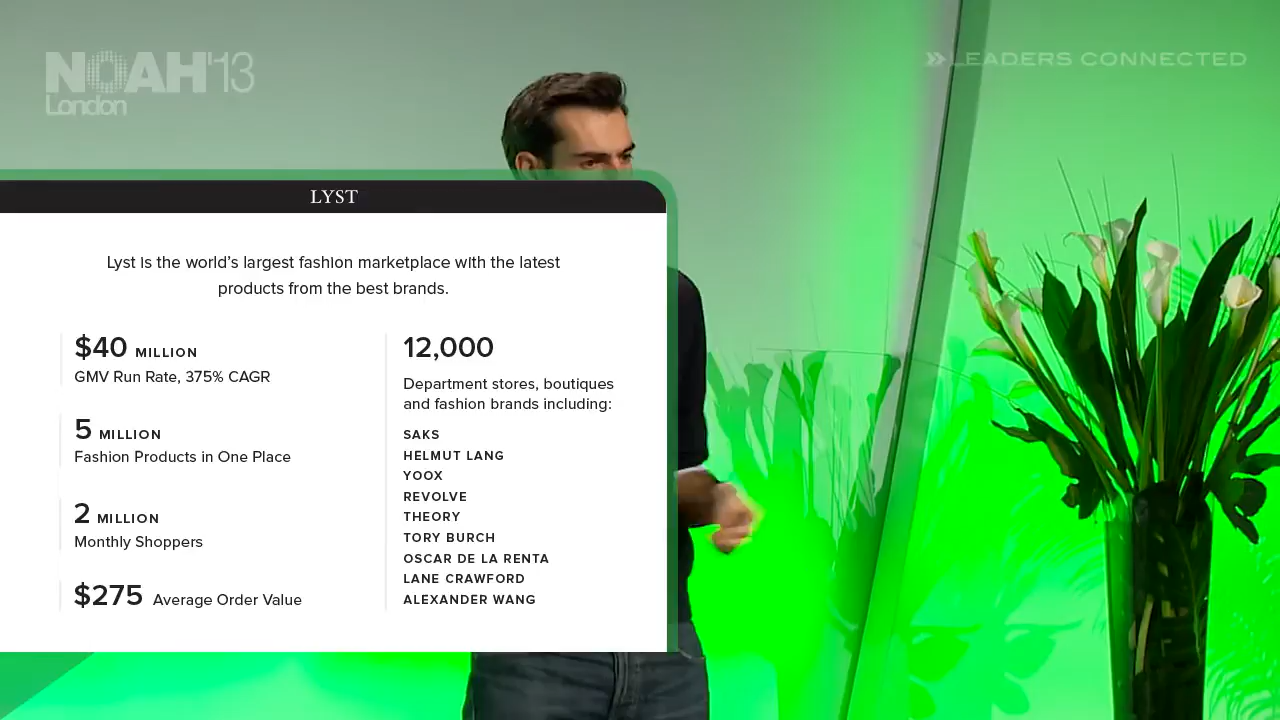 NOAH'13
London
LEADERS CONNECTED
LYST
Lyst is the world's largest fashion marketplace with the latest
products from the best brands.
$40 MILLION
GMV Run Rate, 375% CAGR
5 MILLION
Fashion Products in One Place
2 MILLION
Monthly Shoppers
$275 Average Order Value
12,000
Department stores, boutiques
and fashion brands including:
SAKS
HELMUT LANG
YOOX
REVOLVE
THEORY
TORY BURCH
OSCAR DE LA RENTA
LANE CRAWFORD
ALEXANDER WANG